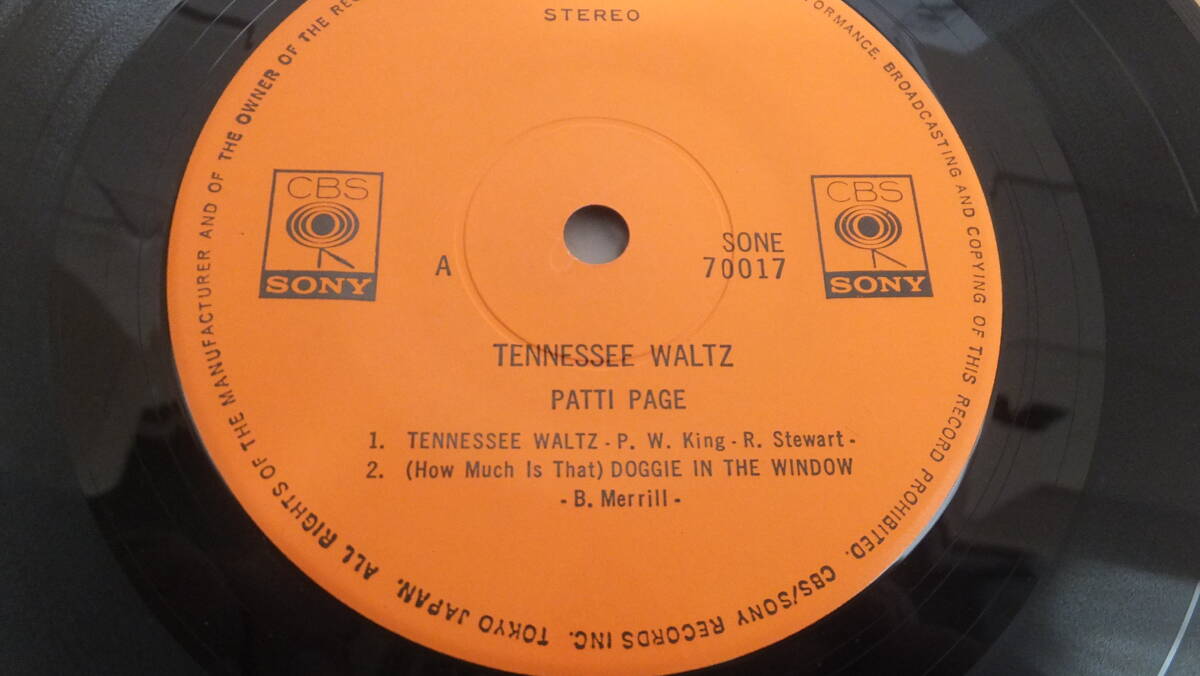 STEREO
CBS
SONY
CBS
SONY
A
SONE
70017
TENNESSEE WALTZ
PATTI PAGE
1. TENNESSEE WALTZ - P. W. King - R. Stewart -
2. (How Much Is That) DOGGIE IN THE WINDOW
- B. Merrill -
ALL RIGHTS OF THE MANUFACTURER AND OF THE OWNER OF THE
BROADCASTING AND COPYING OF THIS RECORD PROHIBITED. CBS/SONY RECORDS INC. TOKYO JAPAN.